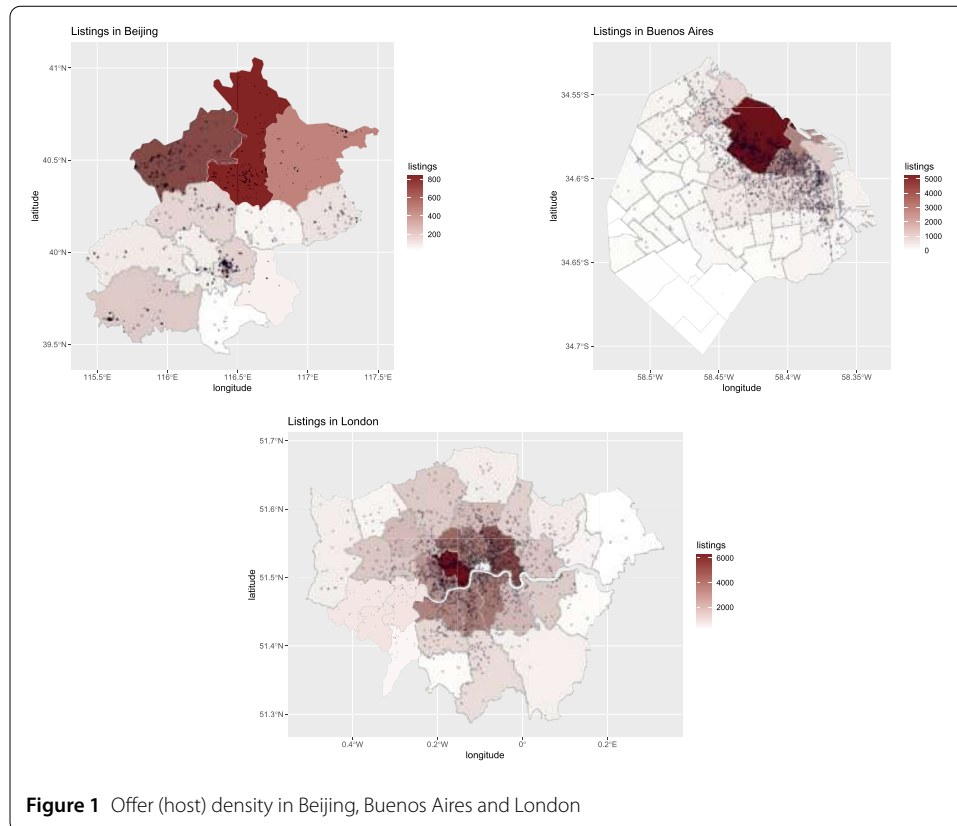 Listings in Beijing
41°N
40.5°N
40°N
39.5°N
latitude
115.5°E
116°E
116.5°E
117°E
117.5°E
longitude
listings
800
600
400
200
Listings in Buenos Aires
34.55°S
34.6°S
34.65°S
34.7°S
latitude
58.5°W
58.45°W
58.4°W
58.35°W
longitude
listings
5000
4000
3000
2000
1000
0
Listings in London
51.7°N
51.6°N
51.5°N
51.4°N
51.3°N
latitude
0.4°W
0.2°W
0°
0.2°E
longitude
listings
6000
4000
2000
Figure 1 Offer (host) density in Beijing, Buenos Aires and London